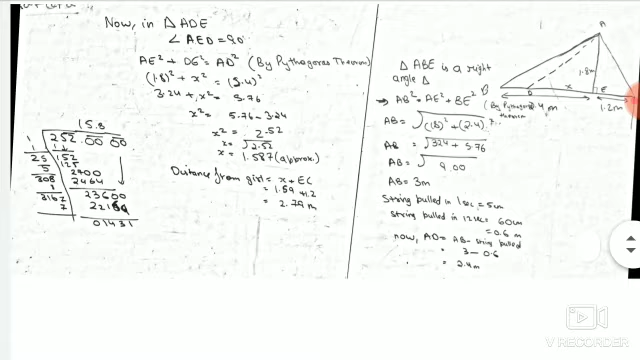 Now, in △ ADE
∠ AED = 90
AE² + DE² = AD² (By Pythagoras Theorem)
(1.8)² + x² = (2.4)²
3.24 + x² = 5.76
x² = 5.76 - 3.24
x² = 2.52
x = √2.52
x = 1.587 (approx.)
Distance from girl = x + EC
= 1.59 + 1.2
= 2.79 m
15.8
1 √252.00 00
1 ↓
25 152
5 125
308 2700
2464
3167 23600
7
01431
△ ABE is a right
angle △
→ AB² = AE² + BE²
(By Pythagoras
theorem
AB = √(1.8)² + (2.4)²
AB = √3.24 + 5.76
AB = √9.00
AB = 3m
String pulled in 1 sec = 5cm
string pulled in 12 sec = 60cm
= 0.6 m
now, AD = AB - string pulled
= 3 - 0.6
= 2.4m
A
1.8m
B
D
x
E
2.4 m
1.2m
V RECORDER